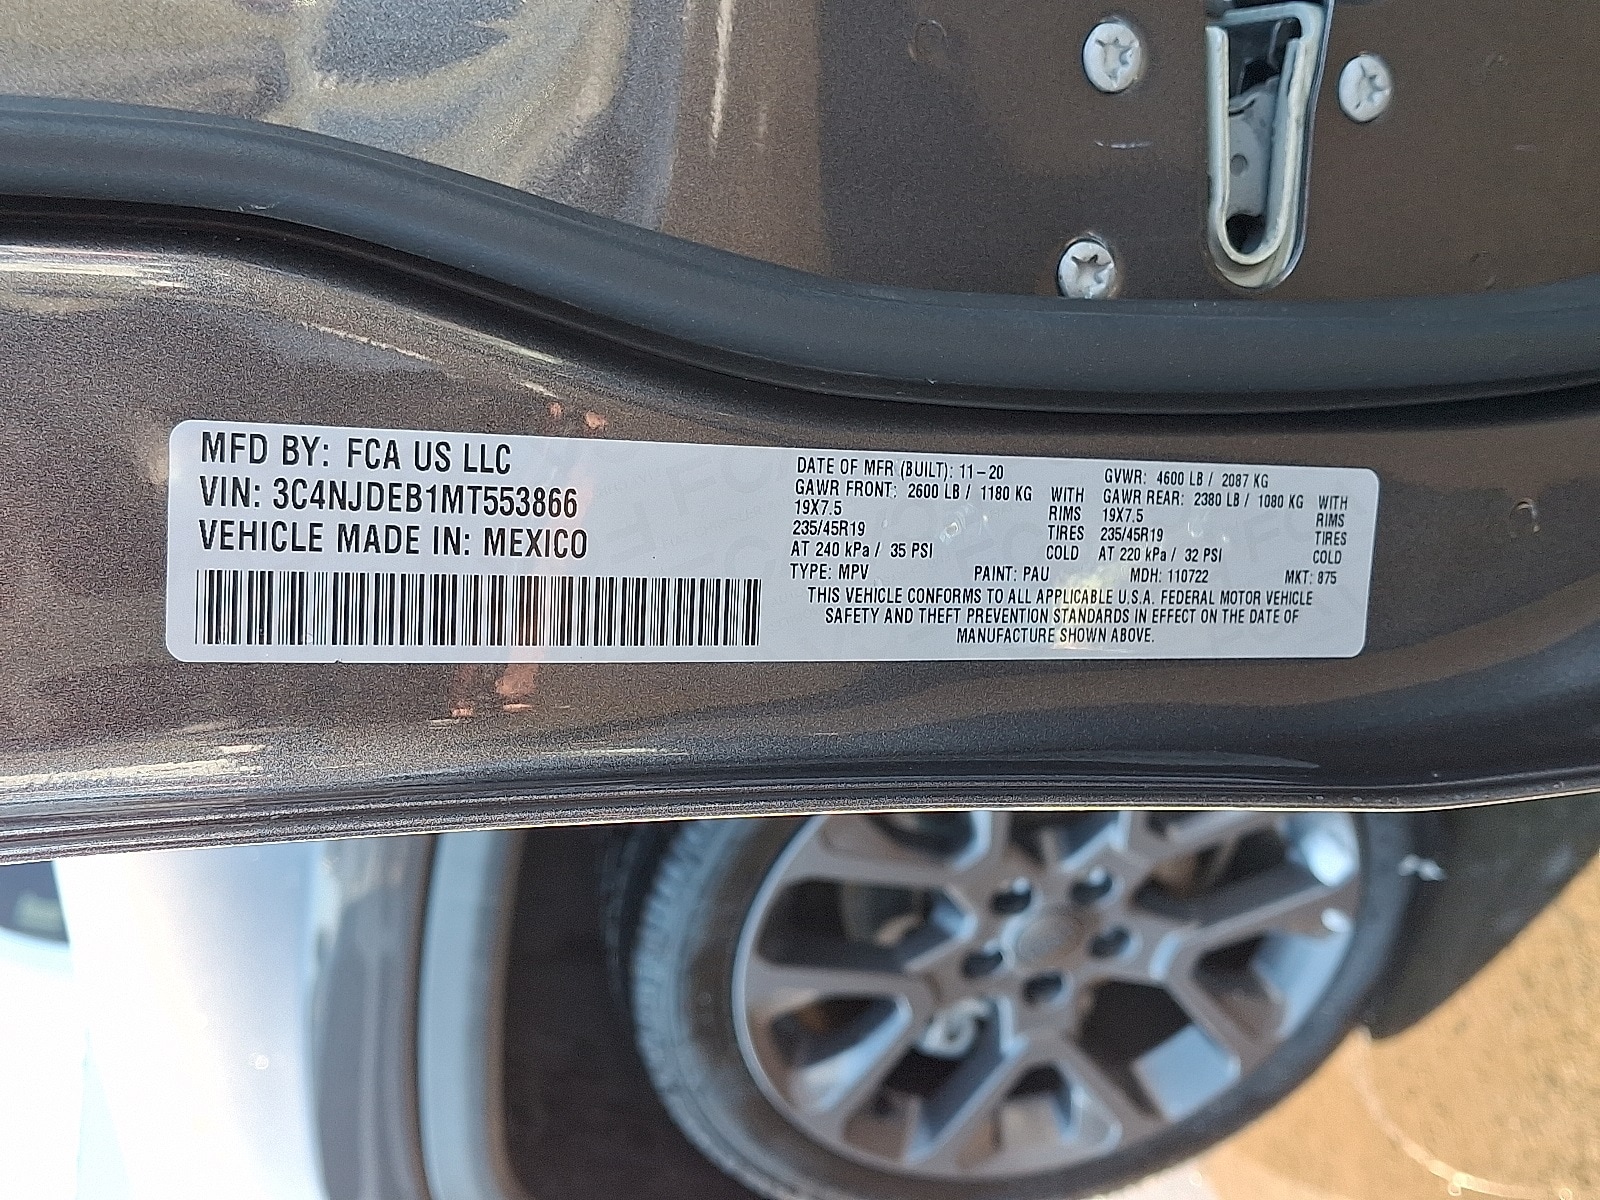 MFD BY: FCA US LLC
VIN: 3C4NJDEB1MT553866
VEHICLE MADE IN: MEXICO
DATE OF MFR (BUILT): 11-20 GVWR: 4600 LB / 2087 KG
GAWR FRONT: 2600 LB / 1180 KG WITH GAWR REAR: 2380 LB / 1080 KG WITH
19X7.5 RIMS 19X7.5 RIMS
235/45R19 TIRES 235/45R19 TIRES
AT 240 kPa / 35 PSI COLD AT 220 kPa / 32 PSI COLD
TYPE: MPV PAINT: PAU MDH: 110722 MKT: 875
THIS VEHICLE CONFORMS TO ALL APPLICABLE U.S.A. FEDERAL MOTOR VEHICLE
SAFETY AND THEFT PREVENTION STANDARDS IN EFFECT ON THE DATE OF
MANUFACTURE SHOWN ABOVE.